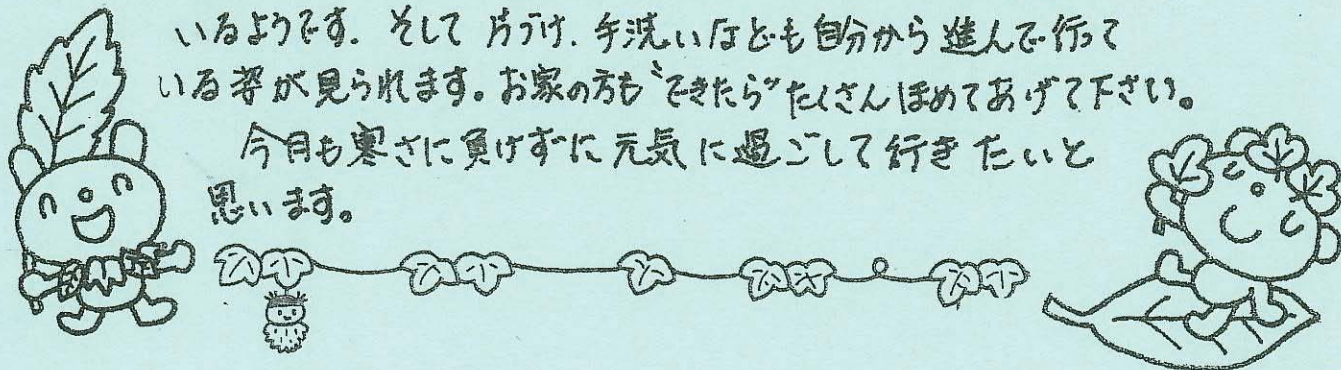 いるようです。そして片づけ、手洗いなども自分から進んで行って
いる姿が見られます。お家の方も“できたら”たくさんほめてあげて下さい。
今月も寒さに負けずに元気に過ごして行きたいと
思います。